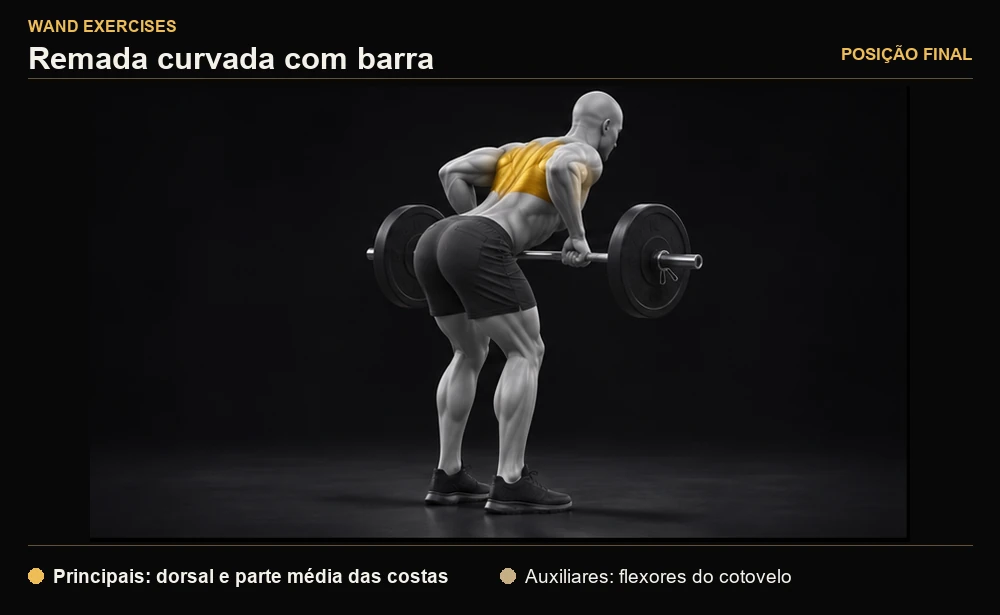 WAND EXERCISES
Remada curvada com barra
POSIÇÃO FINAL
Principais: dorsal e parte média das costas
Auxiliares: flexores do cotovelo